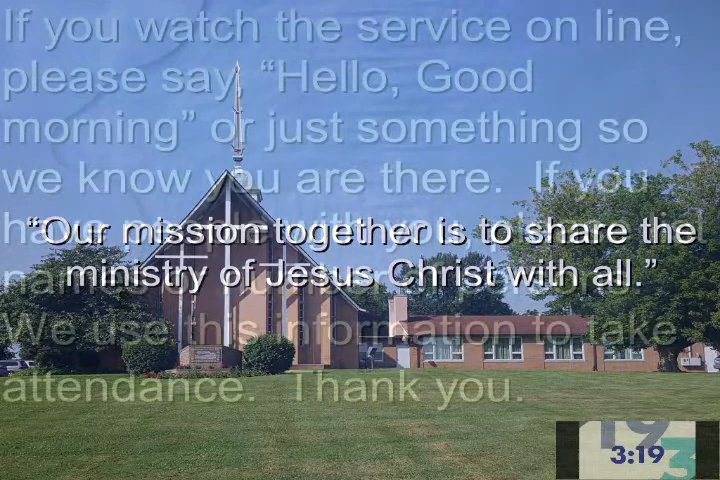 If you watch the service on line,
please say, “Hello, Good
morning” or just something so
we know you are there. If you
“Our mission together is to share the
ministry of Jesus Christ with all.”
We use this information to take
attendance. Thank you.
3:19